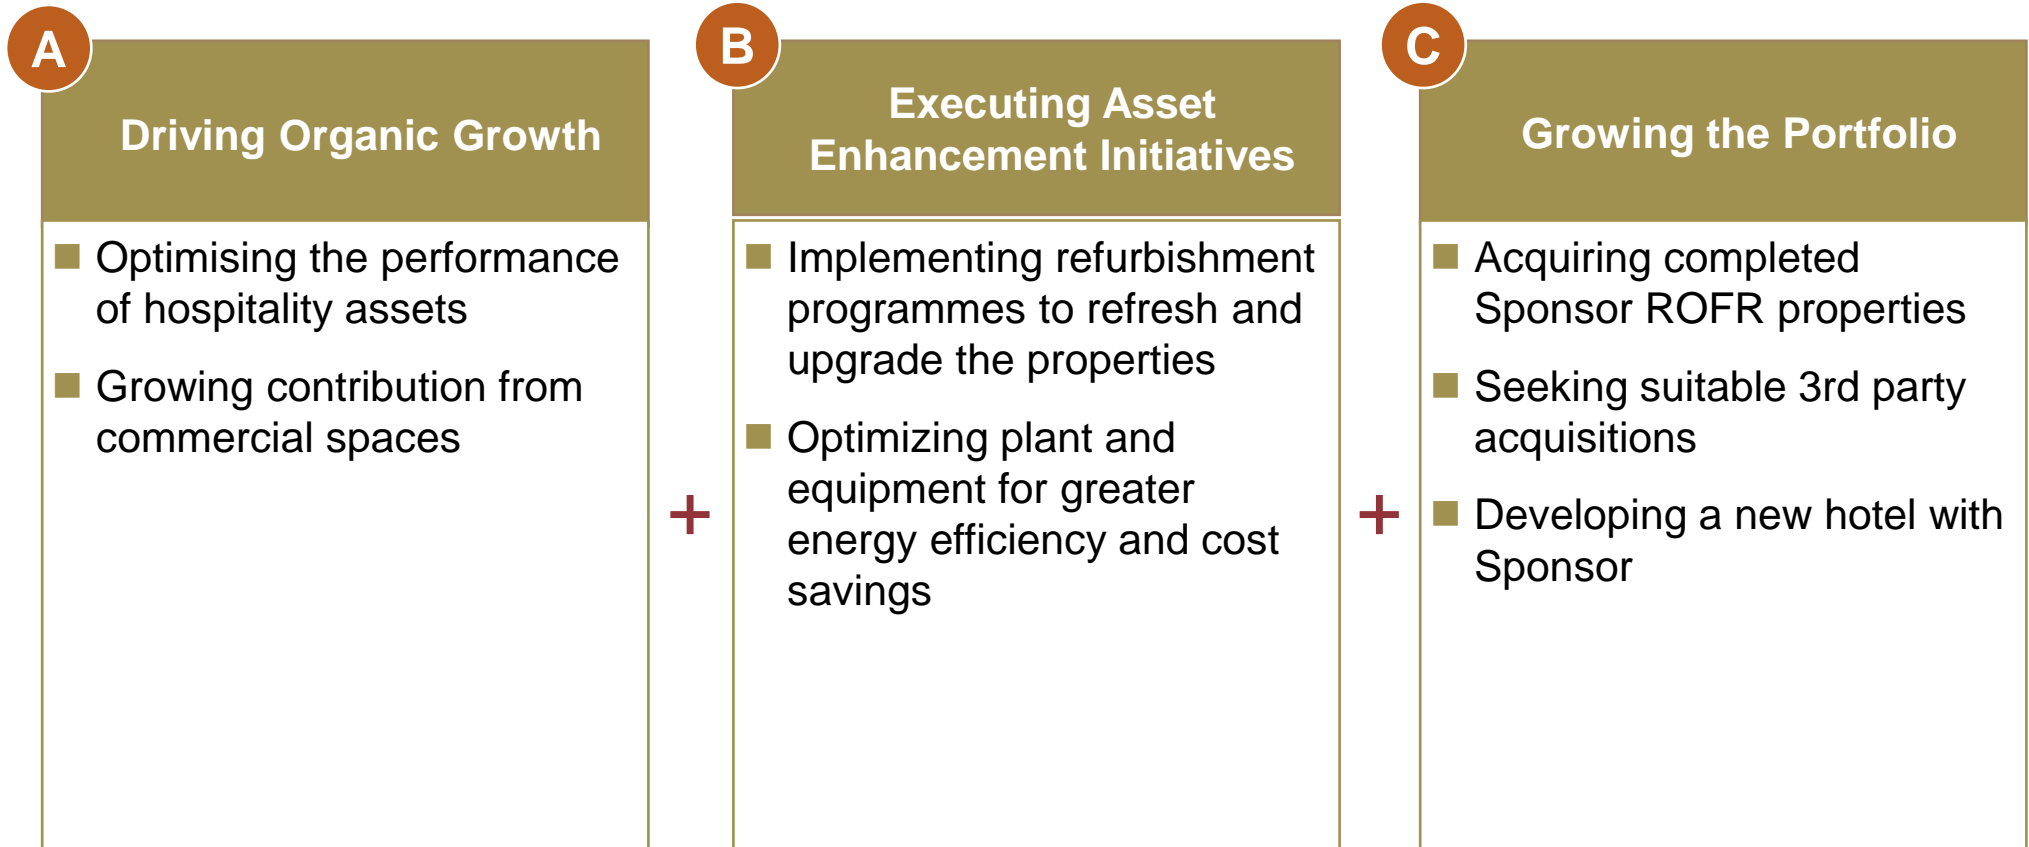 A
Driving Organic Growth
Optimising the performance
of hospitality assets
Growing contribution from
commercial spaces
+
B
Executing Asset
Enhancement Initiatives
Implementing refurbishment
programmes to refresh and
upgrade the properties
Optimizing plant and
equipment for greater
energy efficiency and cost
savings
+
C
Growing the Portfolio
Acquiring completed
Sponsor ROFR properties
Seeking suitable 3rd party
acquisitions
Developing a new hotel with
Sponsor